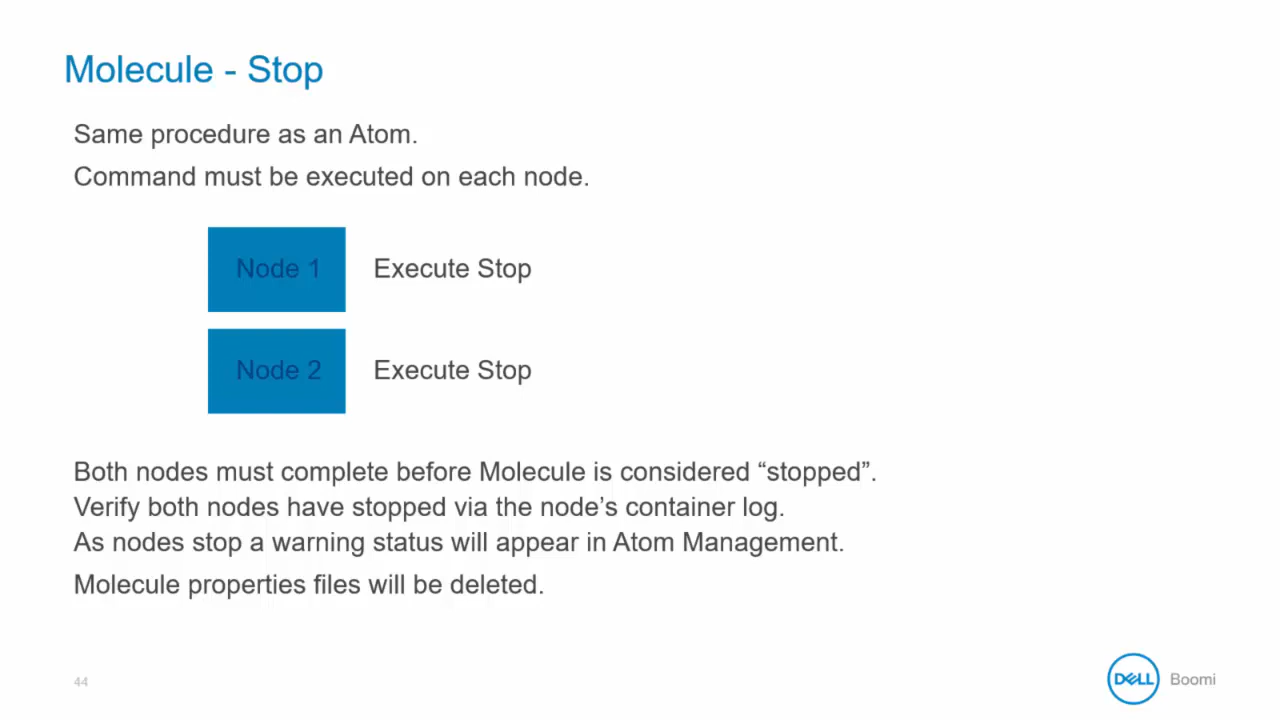 Molecule - Stop
Same procedure as an Atom.
Command must be executed on each node.
Node 1 Execute Stop
Node 2 Execute Stop
Both nodes must complete before Molecule is considered “stopped”.
Verify both nodes have stopped via the node’s container log.
As nodes stop a warning status will appear in Atom Management.
Molecule properties files will be deleted.
44
DELL Boomi